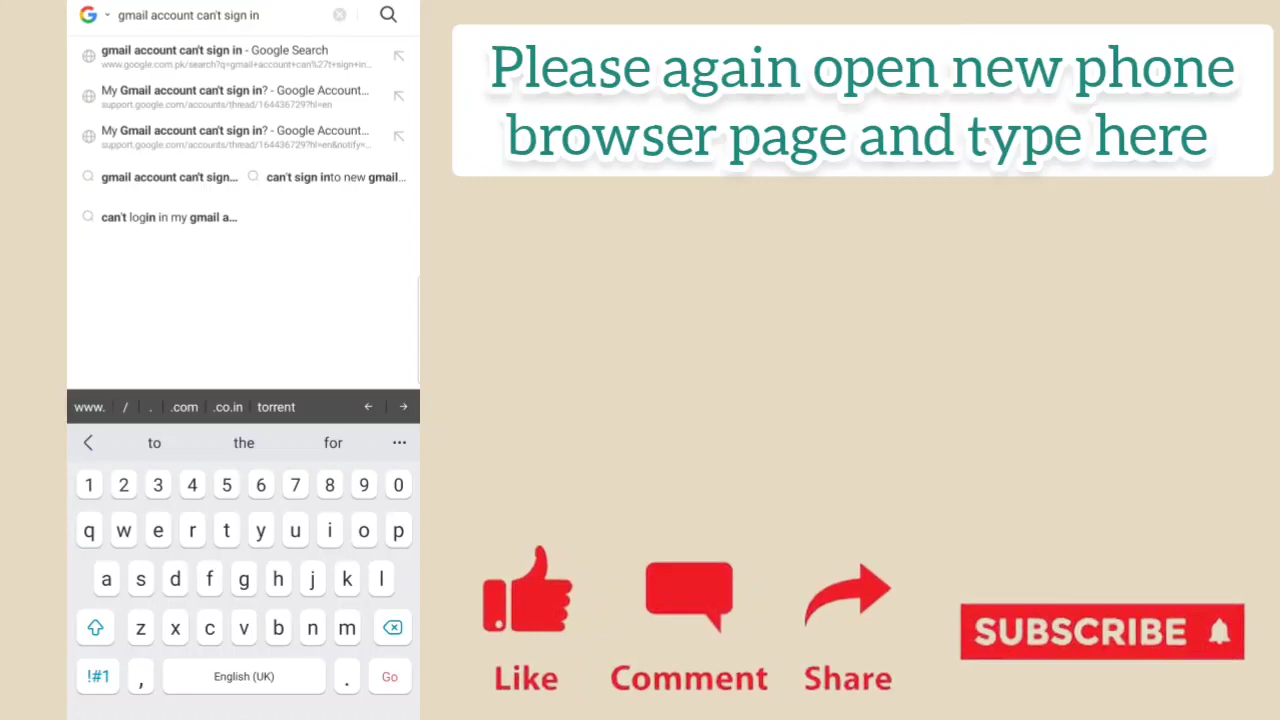 gmail account can't sign in
gmail account can't sign in - Google Search
www.google.com.pk/search?q=gmail+account+can%27t+sign+in...
My Gmail account can't sign in? - Google Account...
support.google.com/accounts/thread/164436729?hl=en
My Gmail account can't sign in? - Google Account...
support.google.com/accounts/thread/164436729?hl=en&notify=...
gmail account can't sign... can't sign into new gmail...
can't login in my gmail a...
www. / . .com .co.in torrent ← →
to the for ...
1 2 3 4 5 6 7 8 9 0
q w e r t y u i o p
a s d f g h j k l
z x c v b n m
!#1 , English (UK) . Go
Please again open new phone
browser page and type here
SUBSCRIBE
Like Comment Share